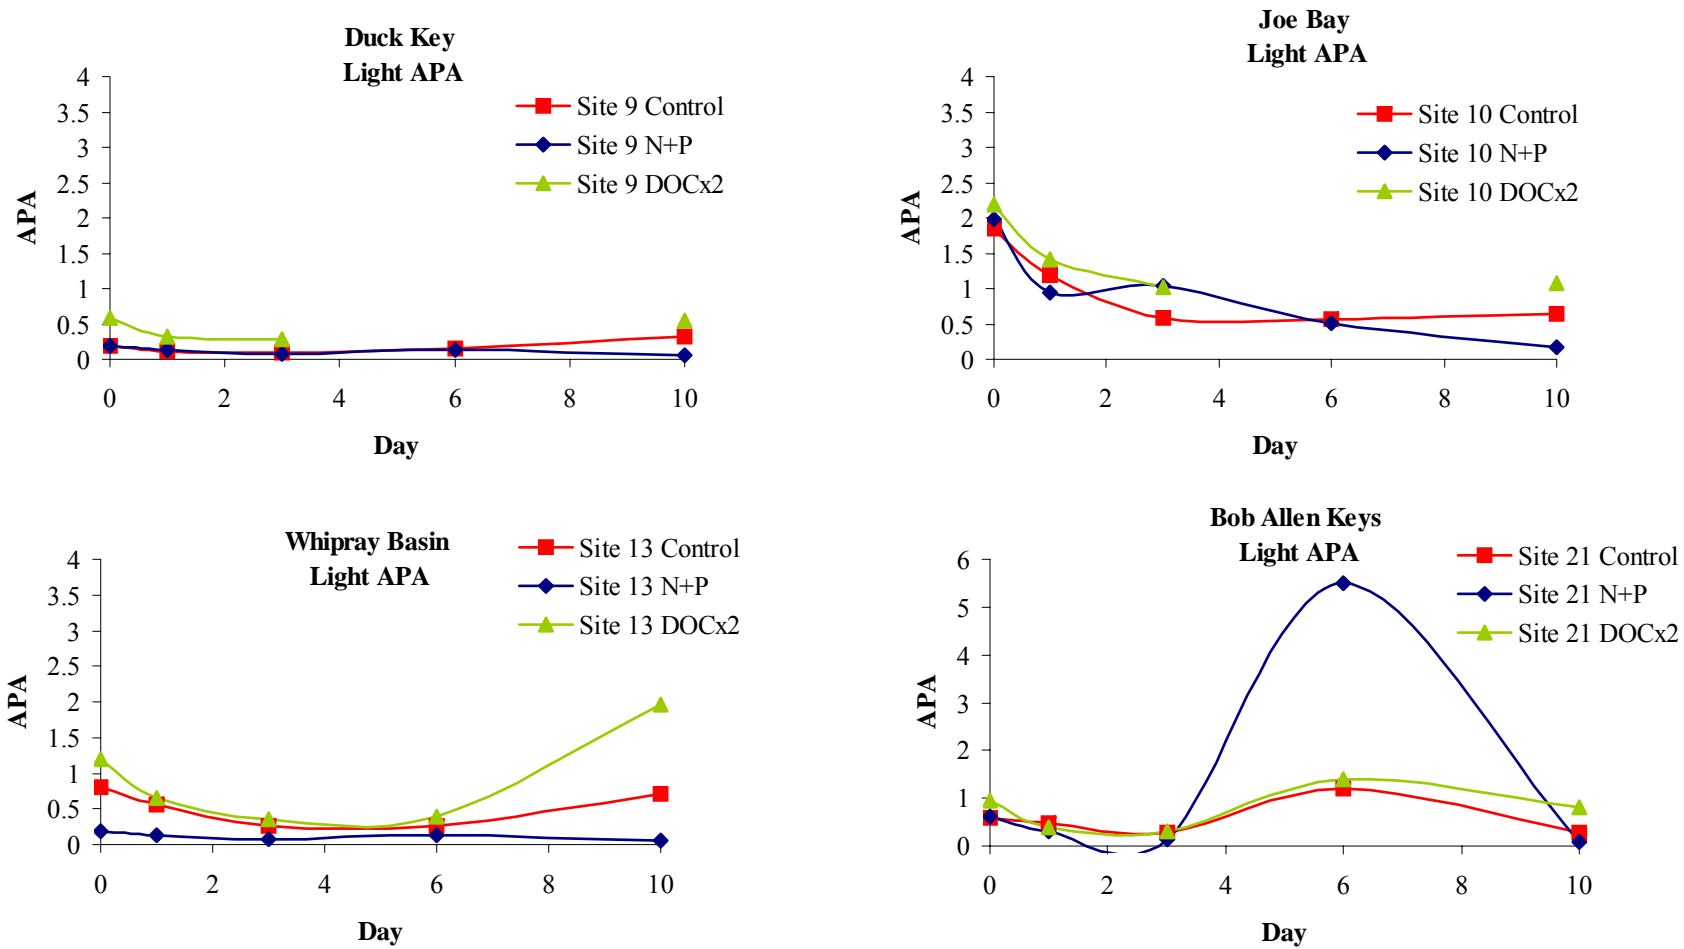 Duck Key
Light APA
4
3.5
3
2.5
2
1.5
1
0.5
0
APA
0 2 4 6 8 10
Day
Site 9 Control
Site 9 N+P
Site 9 DOCx2
Joe Bay
Light APA
4
3.5
3
2.5
2
1.5
1
0.5
0
APA
0 2 4 6 8 10
Day
Site 10 Control
Site 10 N+P
Site 10 DOCx2
Whipray Basin
Light APA
4
3.5
3
2.5
2
1.5
1
0.5
0
APA
0 2 4 6 8 10
Day
Site 13 Control
Site 13 N+P
Site 13 DOCx2
Bob Allen Keys
Light APA
6
5
4
3
2
1
0
APA
0 2 4 6 8 10
Day
Site 21 Control
Site 21 N+P
Site 21 DOCx2